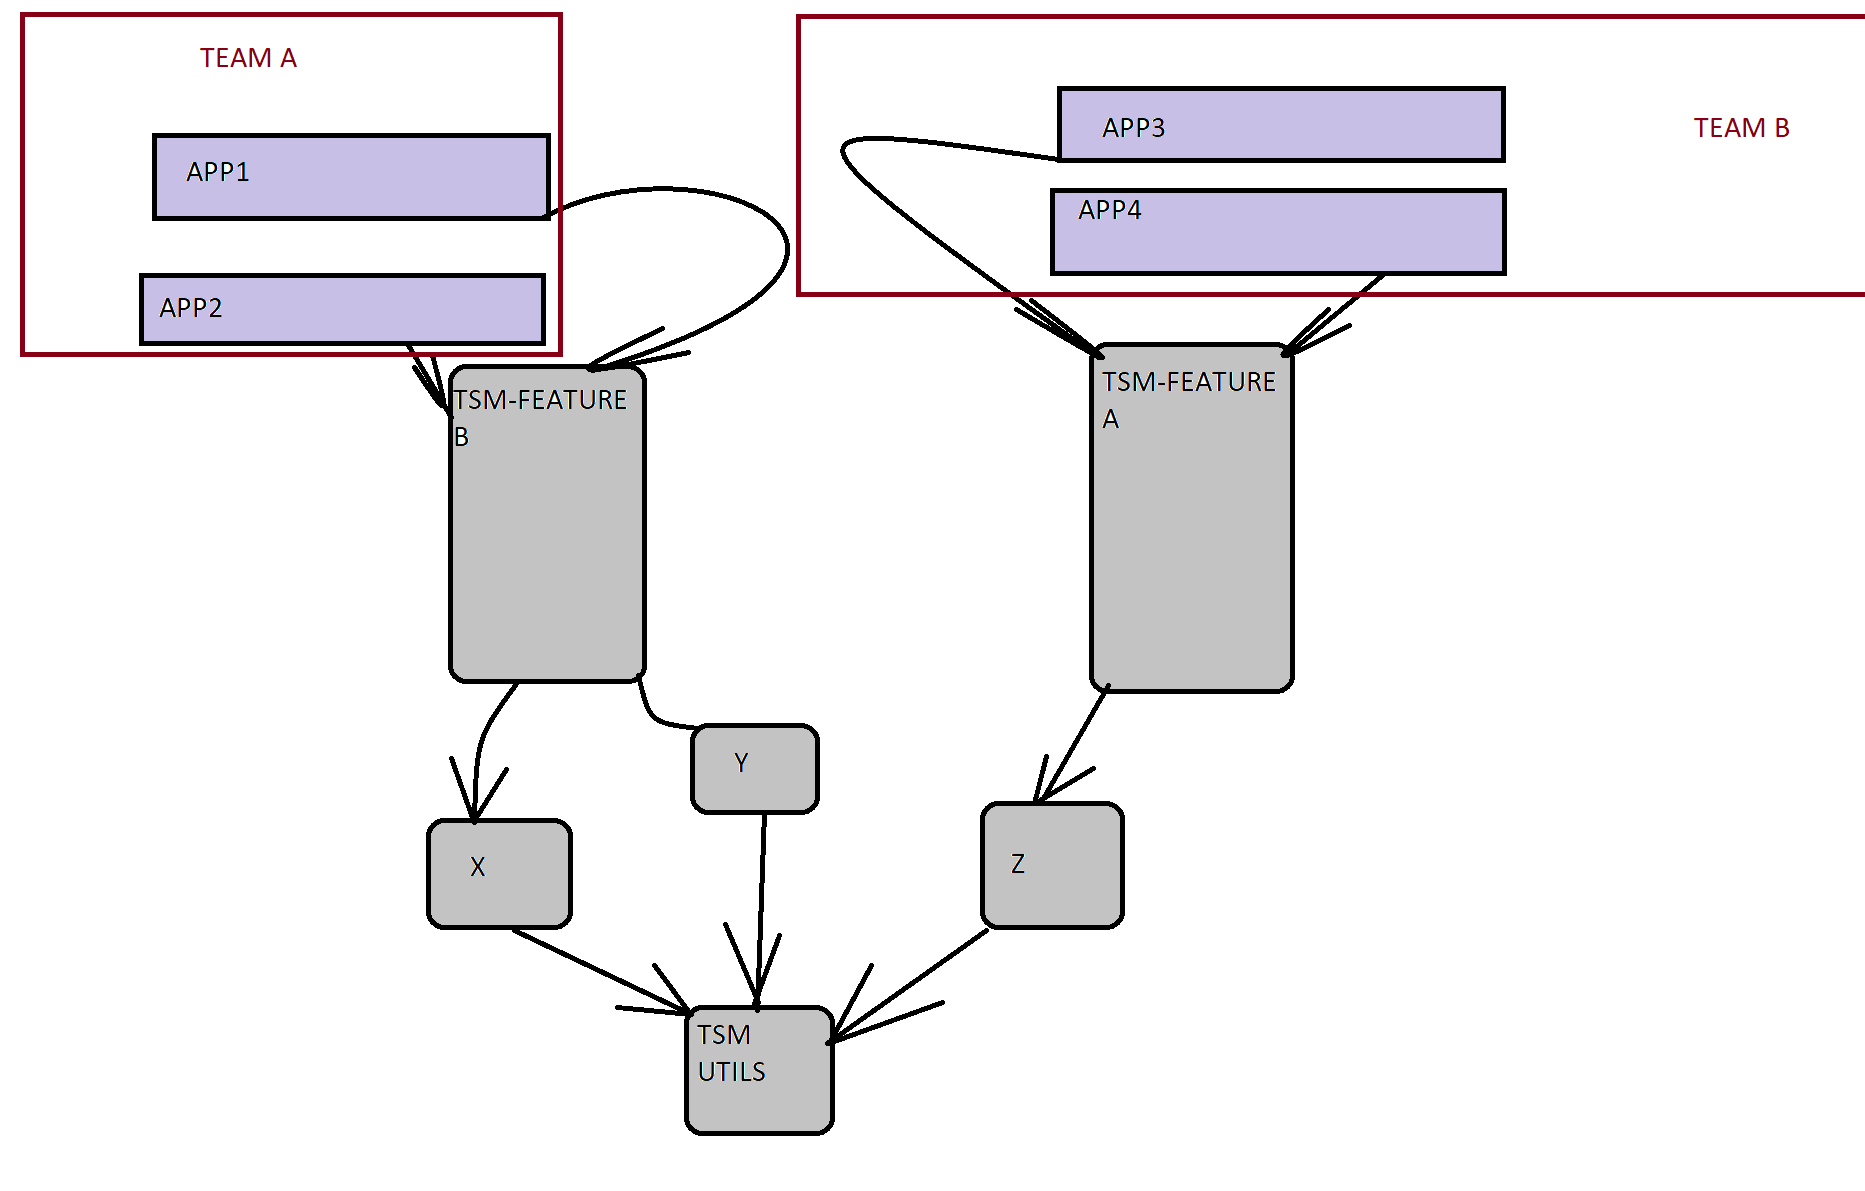 TEAM A
APP1
APP2
APP3
TEAM B
APP4
TSM-FEATURE
B
TSM-FEATURE
A
Y
X
Z
TSM
UTILS